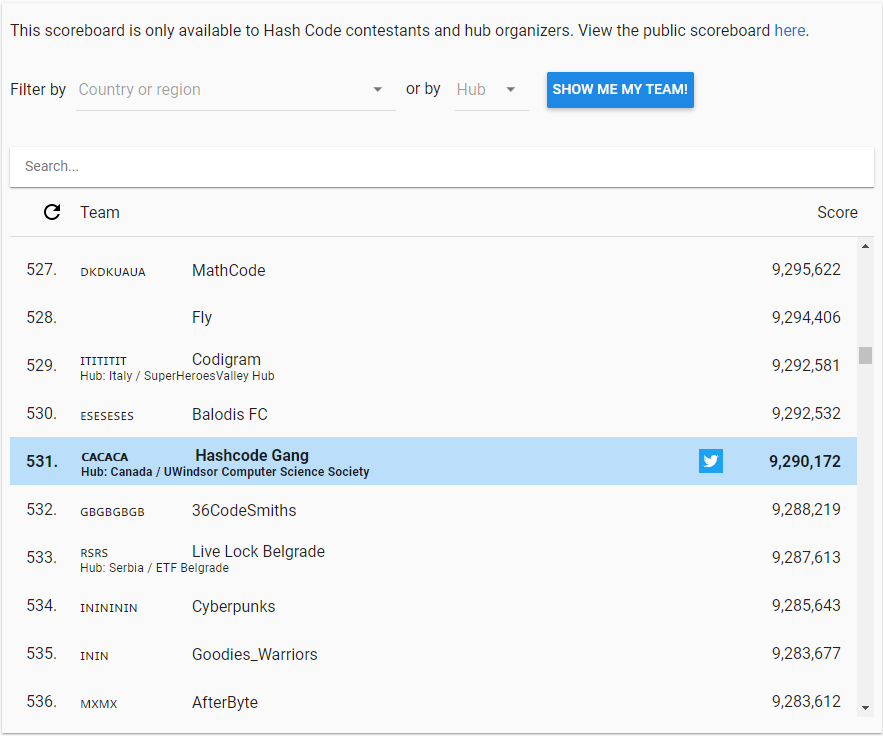 This scoreboard is only available to Hash Code contestants and hub organizers. View the public scoreboard here.
Filter by Country or region or by Hub SHOW ME MY TEAM!
Search...
Team Score
527. DKDKUAUA MathCode 9,295,622
528. Fly 9,294,406
529. ITITITIT Codigram 9,292,581
Hub: Italy / SuperHeroesValley Hub
530. ESESESES Balodis FC 9,292,532
531. CACACA Hashcode Gang 9,290,172
Hub: Canada / UWindsor Computer Science Society
532. GBGBGBGB 36CodeSmiths 9,288,219
533. RSRS Live Lock Belgrade 9,287,613
Hub: Serbia / ETF Belgrade
534. INININ​IN Cyberpunks 9,285,643
535. ININ Goodies_Warriors 9,283,677
536. MXMX AfterByte 9,283,612